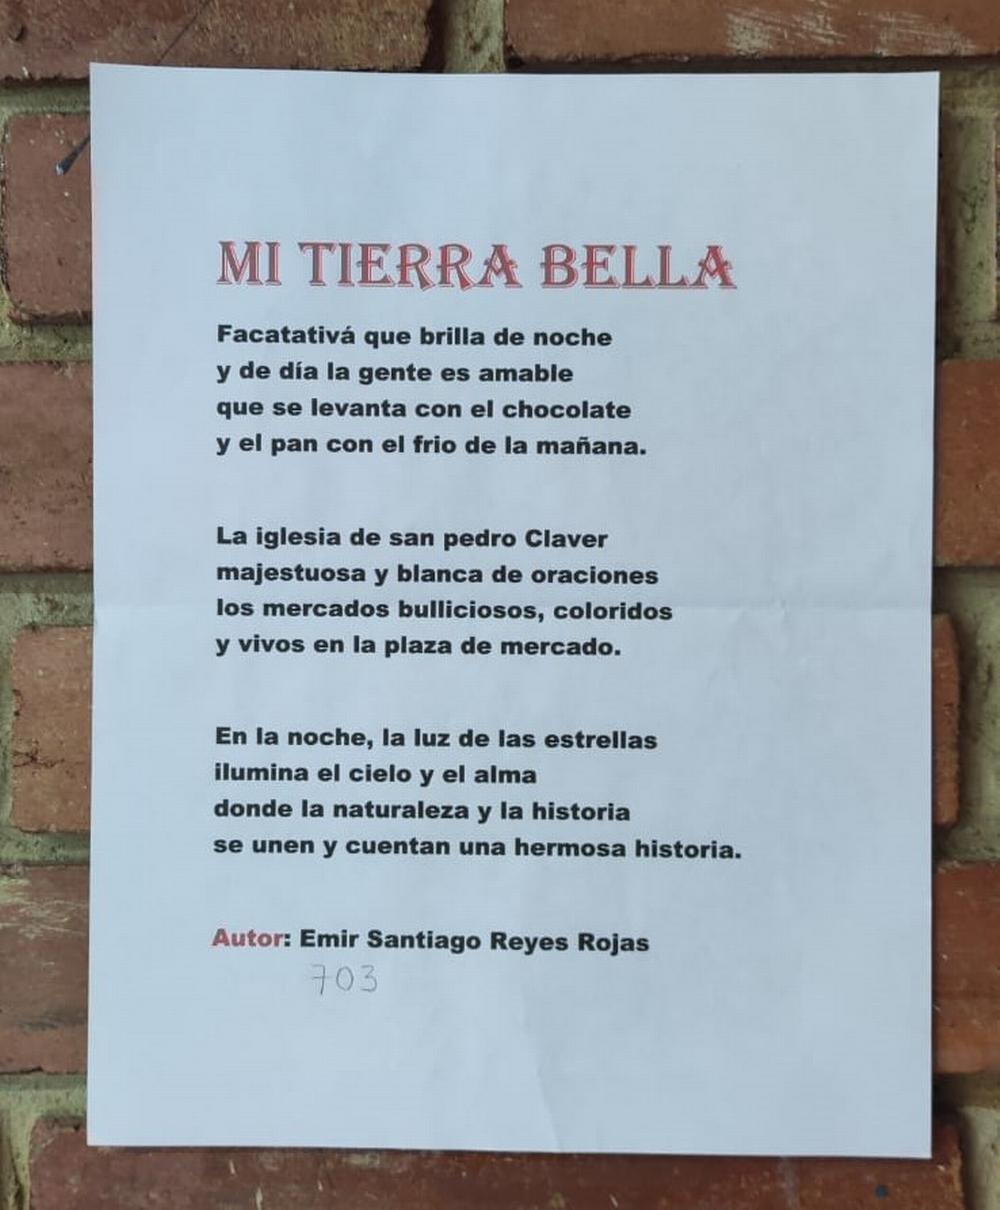 MI TIERRA BELLA
Facatativá que brilla de noche
y de día la gente es amable
que se levanta con el chocolate
y el pan con el frio de la mañana.
La iglesia de san pedro Claver
majestuosa y blanca de oraciones
los mercados bulliciosos, coloridos
y vivos en la plaza de mercado.
En la noche, la luz de las estrellas
ilumina el cielo y el alma
donde la naturaleza y la historia
se unen y cuentan una hermosa historia.
Autor: Emir Santiago Reyes Rojas
703